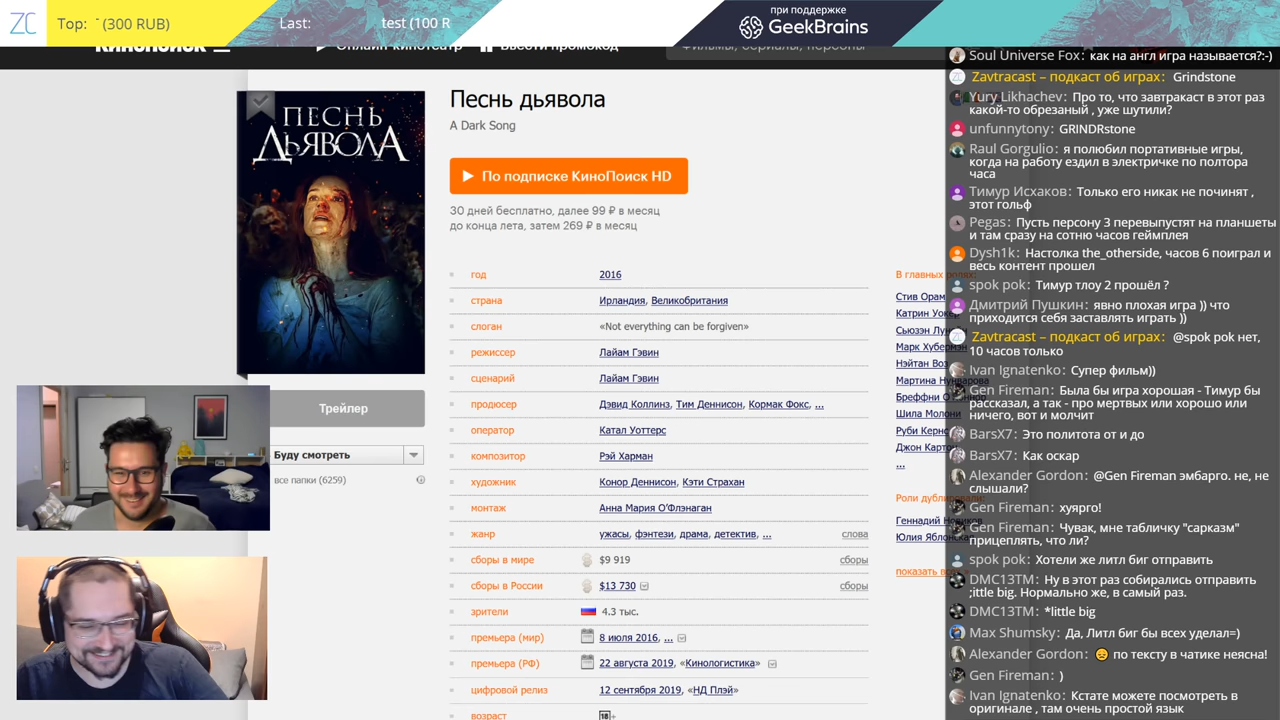 ZC
Top:
(300 RUB)
Last:
test (100 R
при поддержке
GeekBrains
Онлайн-кинотеатр
Ввести промокод
Фильмы, сериалы, персоны
ПЕСНЬ
ДЬЯВОЛА
Песнь дьявола
A Dark Song
По подписке КиноПоиск HD
30 дней бесплатно, далее 99 ₽ в месяц
до конца лета, затем 269 ₽ в месяц
Трейлер
Буду смотреть
все папки (6259)
год 2016
страна Ирландия, Великобритания
слоган «Not everything can be forgiven»
режиссер Лайам Гэвин
сценарий Лайам Гэвин
продюсер Дэвид Коллинз, Тим Деннисон, Кормак Фокс, ...
оператор Катал Уоттерс
композитор Рэй Харман
художник Конор Деннисон, Кэти Страхан
монтаж Анна Мария О'Флэнаган
жанр ужасы, фэнтези, драма, детектив, ... слова
сборы в мире $9 919 сборы
сборы в России $13 730 сборы
зрители 4.3 тыс.
премьера (мир) 8 июля 2016, ...
премьера (РФ) 22 августа 2019, «Кинологистика»
цифровой релиз 12 сентября 2019, «НД Плэй»
возраст 18+
В главных ролях:
Стив Орам
Катрин Уокер
Сьюзен
Марк Хуберман
Нэйтан
Мартина
Шила Молони
Руби
Джон
...
Роли дублировали:
Геннадий Новиков
Юлия
показать
Soul Universe Fox: как на англ игра называется?:-)
Zavtracast – подкаст об играх: Grindstone
Yury Likhachev: Про то, что завтракаст в этот раз
какой-то обрезаный , уже шутили?
unfunnytony: GRINDRstone
Raul Gorgulio: я полюбил портативные игры,
когда на работу ездил в электричке по полтора
часа
Тимур Исхаков: Только его никак не починят ,
этот гольф
Pegas: Пусть персону 3 перевыпустят на планшеты
и там сразу на сотню часов геймплея
Dysh1k: Настолка the_otherside, часов 6 поиграл и
весь контент прошел
spok pok: Тимур тлоу 2 прошёл ?
Дмитрий Пушкин: явно плохая игра )) что
приходится себя заставлять играть ))
Zavtracast – подкаст об играх: @spok pok нет,
10 часов только
Ivan Ignatenko: Супер фильм))
Gen Fireman: Была бы игра хорошая - Тимур бы
рассказал, а так - про мертвых или хорошо или
ничего, вот и молчит
BarsX7: Это политота от и до
BarsX7: Как оскар
Alexander Gordon: @Gen Fireman эмбарго. не, не
слышали?
Gen Fireman: хуярго!
Gen Fireman: Чувак, мне табличку "сарказм"
прицеплять, что ли?
spok pok: Хотели же литл биг отправить
DMC13TM: Ну в этот раз собирались отправить
;ittle big. Нормально же, в самый раз.
DMC13TM: *little big
Max Shumsky: Да, Литл биг бы всех уделал=)
Alexander Gordon: 😞 по тексту в чатике неясна!
Gen Fireman: )
Ivan Ignatenko: Кстате можете посмотреть в
оригинале , там очень простой язык